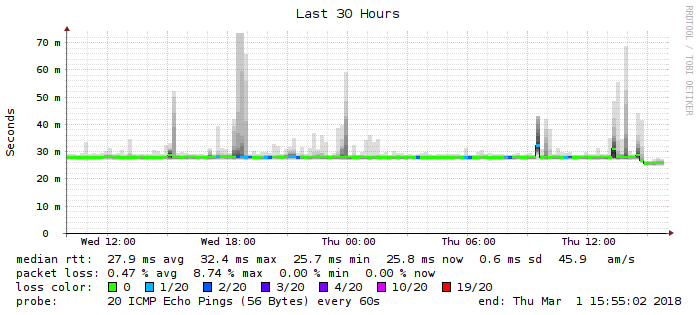 Last 30 Hours
RRDTOOL / TOBI OETIKER
Seconds
70 m
60 m
50 m
40 m
30 m
20 m
10 m
0
Wed 12:00 Wed 18:00 Thu 00:00 Thu 06:00 Thu 12:00
median rtt: 27.9 ms avg 32.4 ms max 25.7 ms min 25.8 ms now 0.6 ms sd 45.9 am/s
packet loss: 0.47 % avg 8.74 % max 0.00 % min 0.00 % now
loss color: 0 1/20 2/20 3/20 4/20 10/20 19/20
probe: 20 ICMP Echo Pings (56 Bytes) every 60s end: Thu Mar 1 15:55:02 2018